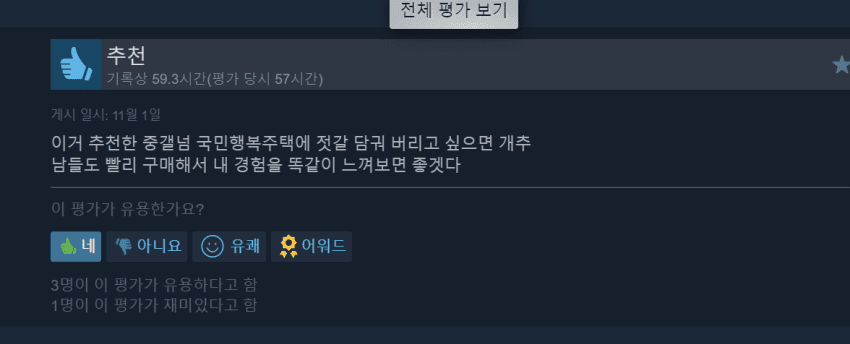 전체 평가 보기
추천
기록상 59.3시간(평가 당시 57시간)
게시 일시: 11월 1일
이거 추천한 중갤넘 국민행복주택에 젓갈 담궈 버리고 싶으면 개추
남들도 빨리 구매해서 내 경험을 똑같이 느껴보면 좋겟다
이 평가가 유용한가요?
네 아니요 유쾌 어워드
3명이 이 평가가 유용하다고 함
1명이 이 평가가 재미있다고 함